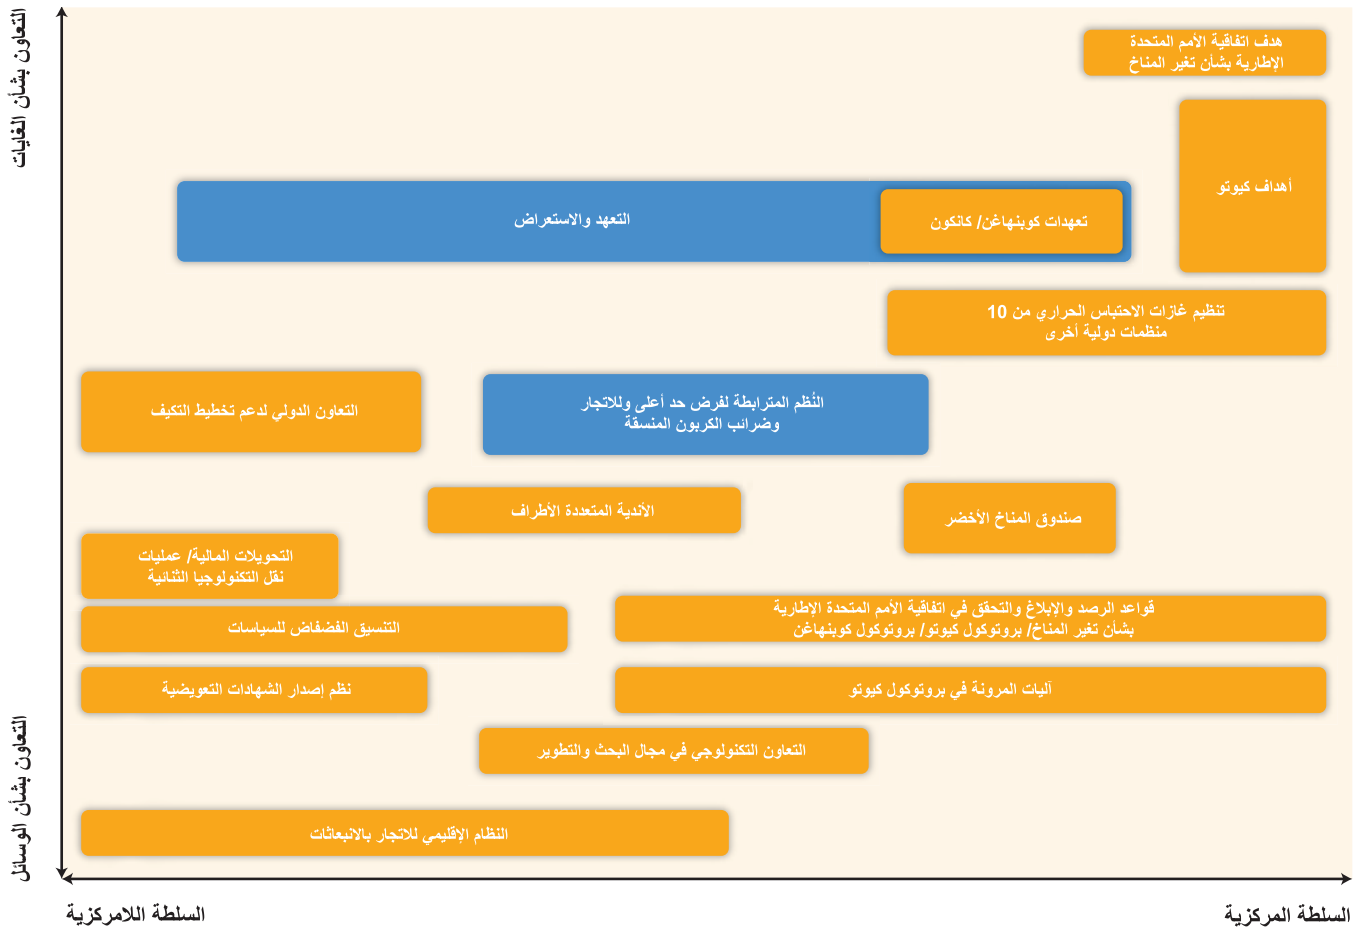 التعاون بشأن الغايات
هدف اتفاقية الأمم المتحدة
الإطارية بشأن تغير المناخ
أهداف كيوتو
التعهد والاستعراض
تعهدات كوبنهاغن/ كانكون
تنظيم غازات الاحتباس الحراري من 10
منظمات دولية أخرى
النُظم المترابطة لفرض حد أعلى وللاتجار
وضرائب الكربون المنسقة
التعاون الدولي لدعم تخطيط التكيف
صندوق المناخ الأخضر
الأندية المتعددة الأطراف
التحويلات المالية/ عمليات
نقل التكنولوجيا الثنائية
قواعد الرصد والإبلاغ والتحقق في اتفاقية الأمم المتحدة الإطارية
بشأن تغير المناخ/ بروتوكول كيوتو/ بروتوكول كوبنهاغن
التنسيق الفضفاض للسياسات
آليات المرونة في بروتوكول كيوتو
نظم إصدار الشهادات التعويضية
التعاون التكنولوجي في مجال البحث والتطوير
النظام الإقليمي للاتجار بالانبعاثات
التعاون بشأن الوسائل
السلطة المركزية
السلطة اللامركزية